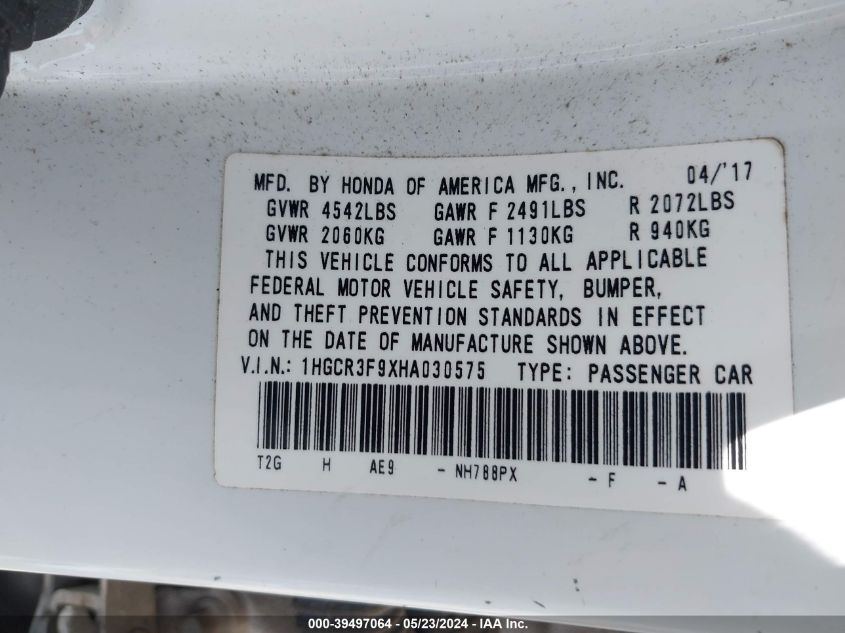 MFD. BY HONDA OF AMERICA MFG., INC. 04/'17
GVWR 4542LBS GAWR F 2491LBS R 2072LBS
GVWR 2060KG GAWR F 1130KG R 940KG
THIS VEHICLE CONFORMS TO ALL APPLICABLE
FEDERAL MOTOR VEHICLE SAFETY, BUMPER,
AND THEFT PREVENTION STANDARDS IN EFFECT
ON THE DATE OF MANUFACTURE SHOWN ABOVE.
V.I.N.: 1HGCR3F9XHA030575 TYPE: PASSENGER CAR
T2G H AE9 - NH788PX - F - A
000-39497064 - 05/23/2024 - IAA Inc.